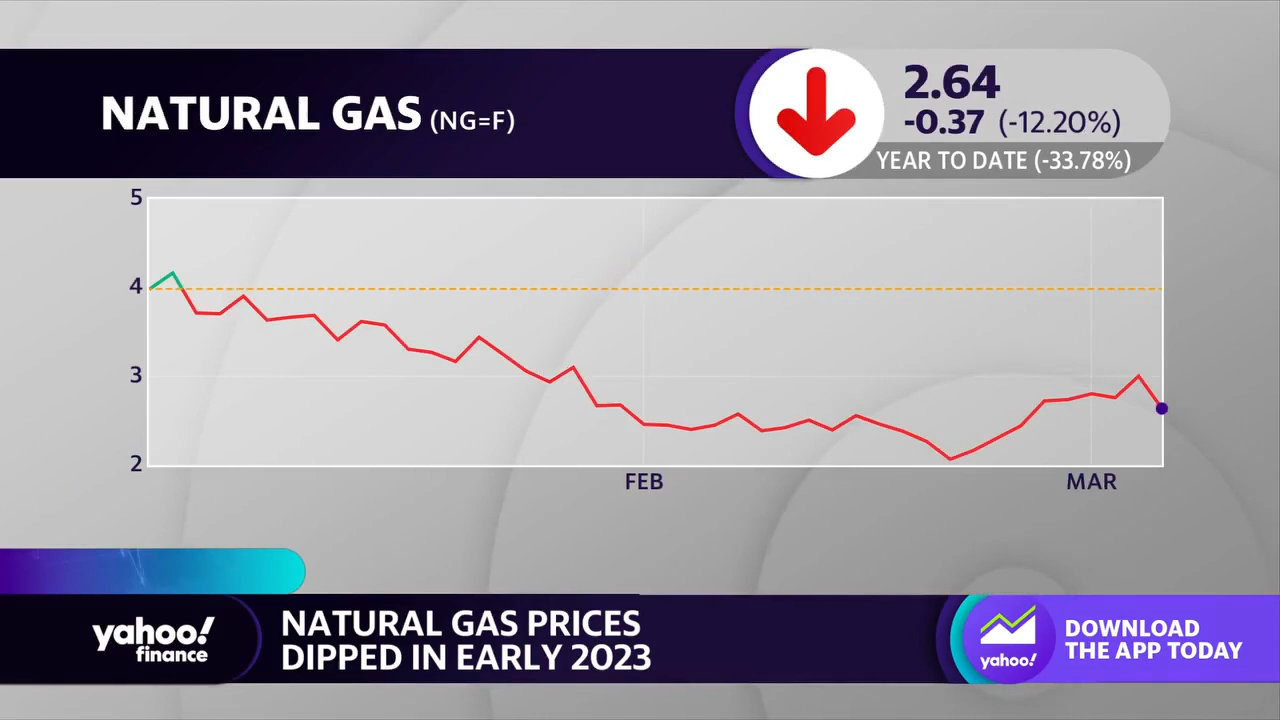 NATURAL GAS (NG=F)
2.64
-0.37 (-12.20%)
YEAR TO DATE (-33.78%)
5
4
3
2
FEB
MAR
yahoo!
finance
NATURAL GAS PRICES
DIPPED IN EARLY 2023
yahoo!
DOWNLOAD
THE APP TODAY